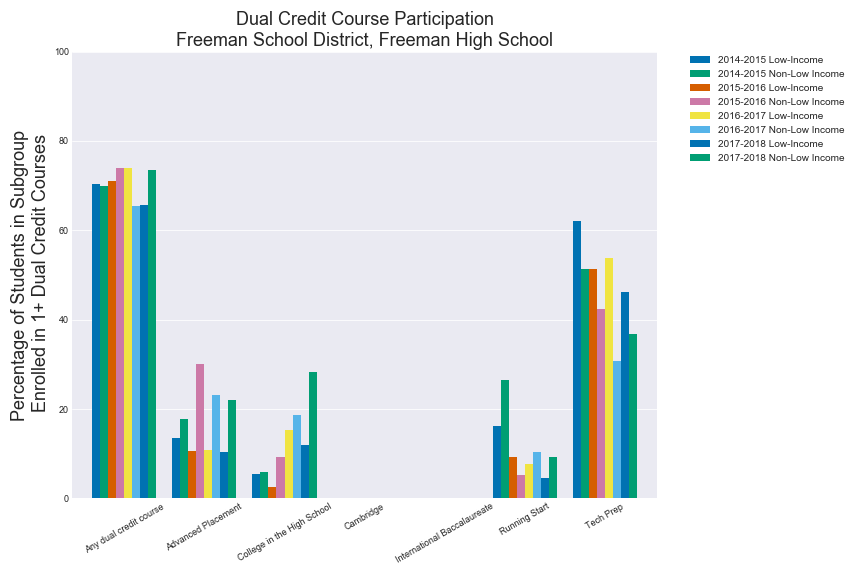 Dual Credit Course Participation
Freeman School District, Freeman High School
Percentage of Students in Subgroup
Enrolled in 1+ Dual Credit Courses
100
80
60
40
20
0
Any dual credit course
Advanced Placement
College in the High School
Cambridge
International Baccalaureate
Running Start
Tech Prep
2014-2015 Low-Income
2014-2015 Non-Low Income
2015-2016 Low-Income
2015-2016 Non-Low Income
2016-2017 Low-Income
2016-2017 Non-Low Income
2017-2018 Low-Income
2017-2018 Non-Low Income